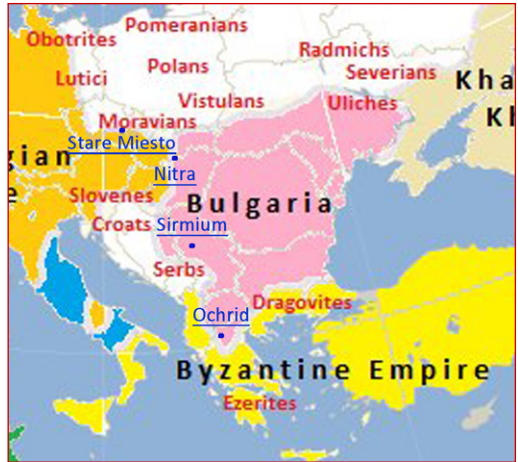 Pomeranians
Obotrites
Radmichs
Polans
Severians
Lutici
Kha
Vistulans
Uliches
Kh
Moravians
Stare Miesto
gian
Nitra
e
Slovenes
Bulgaria
Croats
Sirmium
Serbs
Dragovites
Ochrid
Byzantine Empire
Ezerites